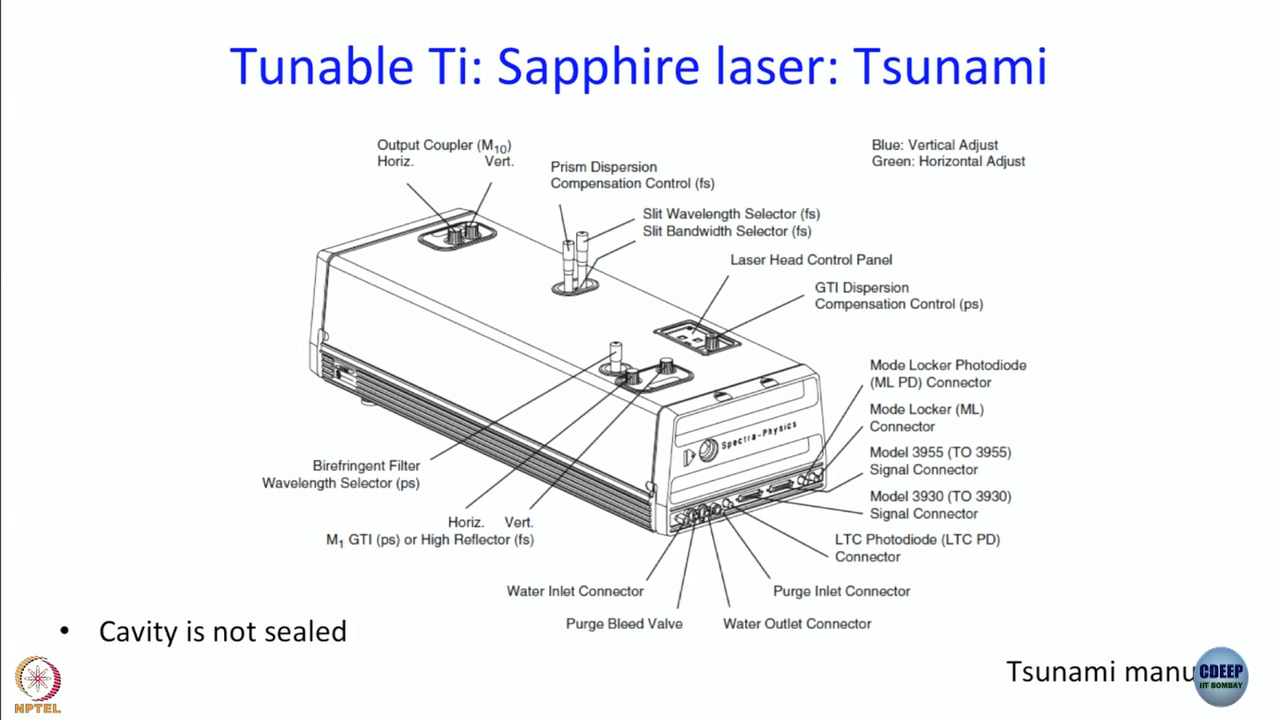 Tunable Ti: Sapphire laser: Tsunami
Output Coupler (M10)
Horiz. Vert.
Prism Dispersion
Compensation Control (fs)
Blue: Vertical Adjust
Green: Horizontal Adjust
Slit Wavelength Selector (fs)
Slit Bandwidth Selector (fs)
Laser Head Control Panel
GTI Dispersion
Compensation Control (ps)
Mode Locker Photodiode
(ML PD) Connector
Mode Locker (ML)
Connector
Spectra-Physics
Model 3955 (TO 3955)
Signal Connector
Birefringent Filter
Wavelength Selector (ps)
Model 3930 (TO 3930)
Signal Connector
Horiz. Vert.
M1 GTI (ps) or High Reflector (fs)
LTC Photodiode (LTC PD)
Connector
Water Inlet Connector
Purge Inlet Connector
Purge Bleed Valve
Water Outlet Connector
• Cavity is not sealed
Tsunami manu
CDEEP
IIT BOMBAY
NPTEL